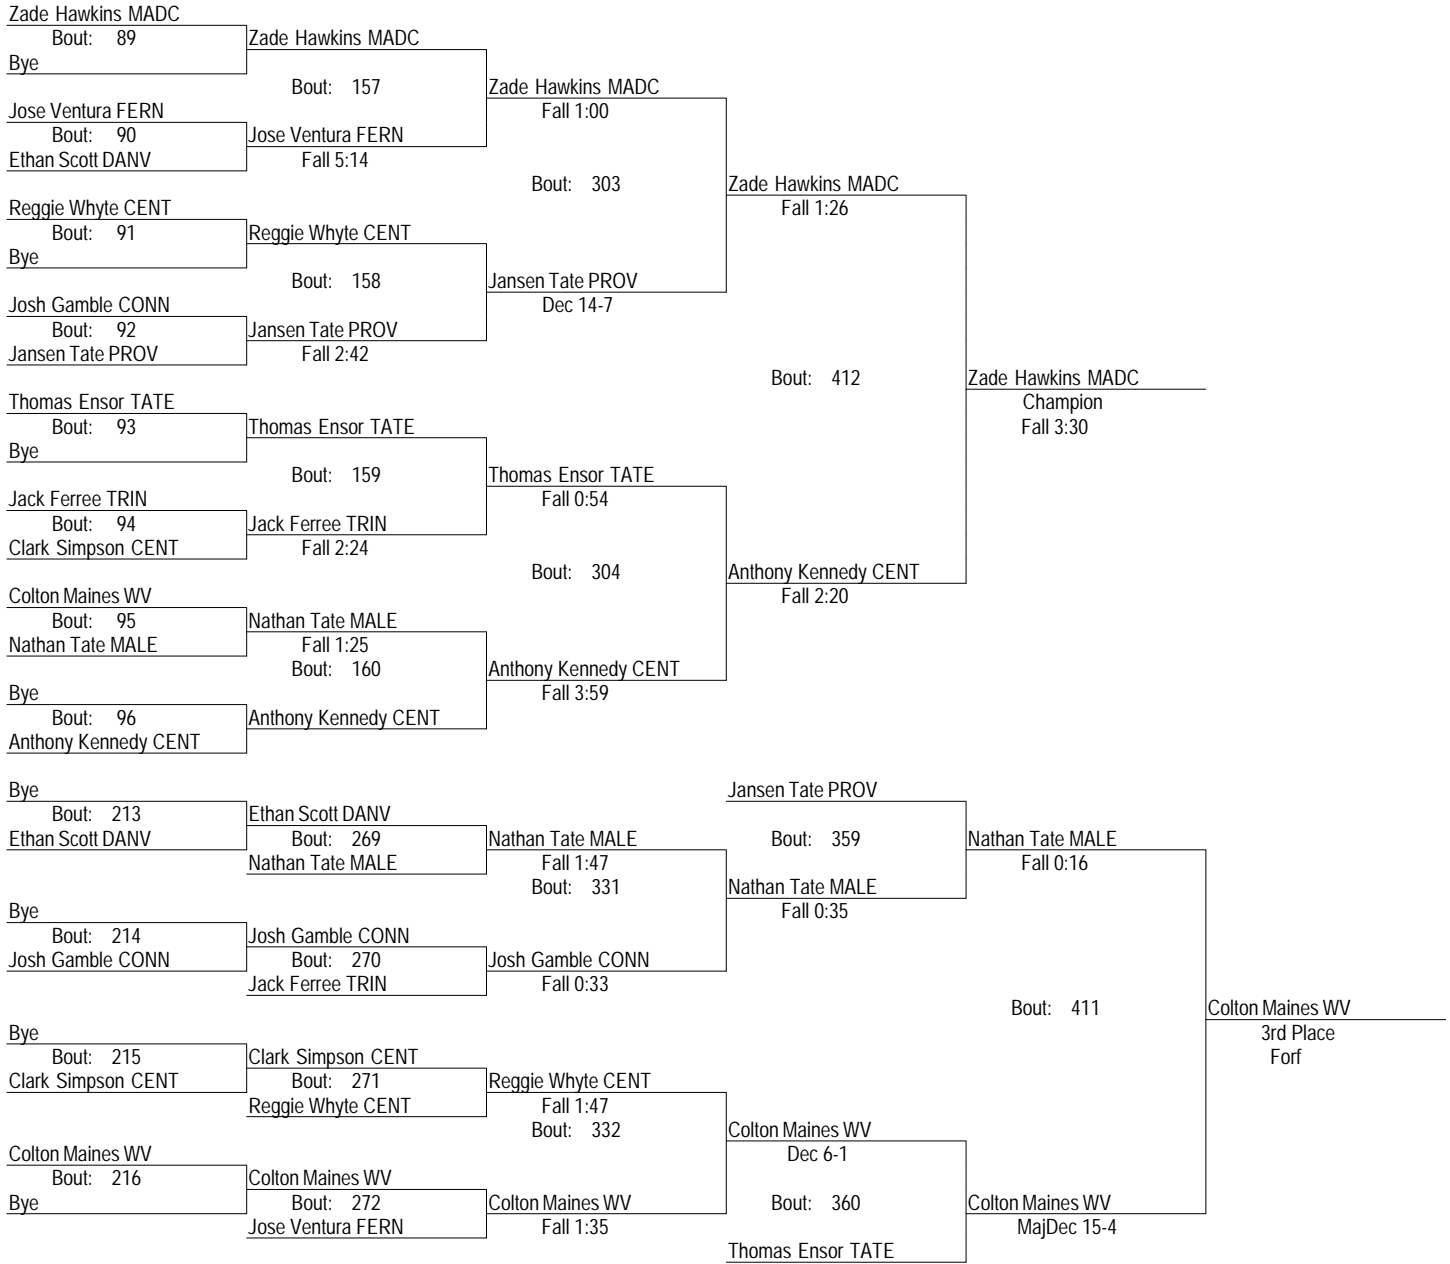 Zade Hawkins MADC
Bout: 89
Zade Hawkins MADC
Bye
Bout: 157
Zade Hawkins MADC
Jose Ventura FERN
Fall 1:00
Bout: 90
Jose Ventura FERN
Ethan Scott DANV
Fall 5:14
Bout: 303
Zade Hawkins MADC
Reggie Whyte CENT
Fall 1:26
Bout: 91
Reggie Whyte CENT
Bye
Bout: 158
Jansen Tate PROV
Josh Gamble CONN
Dec 14-7
Bout: 92
Jansen Tate PROV
Jansen Tate PROV
Fall 2:42
Bout: 412
Zade Hawkins MADC
Thomas Ensor TATE
Champion
Bout: 93
Thomas Ensor TATE
Fall 3:30
Bye
Bout: 159
Thomas Ensor TATE
Jack Ferree TRIN
Fall 0:54
Bout: 94
Jack Ferree TRIN
Clark Simpson CENT
Fall 2:24
Bout: 304
Anthony Kennedy CENT
Colton Maines WV
Fall 2:20
Bout: 95
Nathan Tate MALE
Nathan Tate MALE
Fall 1:25
Bout: 160
Anthony Kennedy CENT
Bye
Fall 3:59
Bout: 96
Anthony Kennedy CENT
Anthony Kennedy CENT
Bye
Jansen Tate PROV
Bout: 213
Ethan Scott DANV
Ethan Scott DANV
Bout: 269
Nathan Tate MALE
Bout: 359
Nathan Tate MALE
Nathan Tate MALE
Fall 1:47
Fall 0:16
Bout: 331
Nathan Tate MALE
Bye
Fall 0:35
Bout: 214
Josh Gamble CONN
Josh Gamble CONN
Bout: 270
Josh Gamble CONN
Jack Ferree TRIN
Fall 0:33
Bout: 411
Colton Maines WV
Bye
3rd Place
Bout: 215
Clark Simpson CENT
Forf
Clark Simpson CENT
Bout: 271
Reggie Whyte CENT
Reggie Whyte CENT
Fall 1:47
Bout: 332
Colton Maines WV
Colton Maines WV
Dec 6-1
Bout: 216
Colton Maines WV
Bye
Bout: 272
Colton Maines WV
Bout: 360
Colton Maines WV
Jose Ventura FERN
Fall 1:35
MajDec 15-4
Thomas Ensor TATE